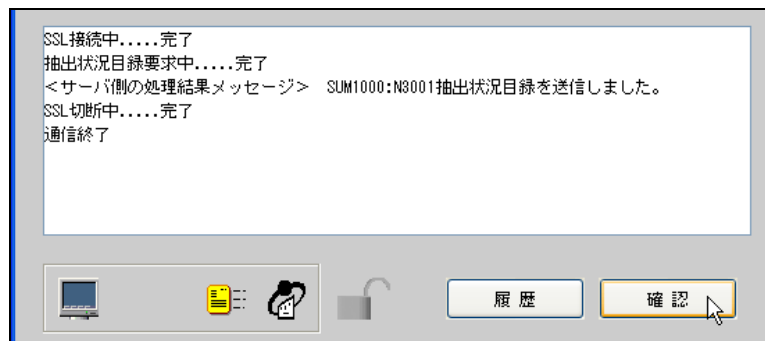 SSL接続中.....完了
抽出状況目録要求中.....完了
<サーバ側の処理結果メッセージ>　SUM1000:N3001抽出状況目録を送信しました。
SSL切断中.....完了
通信終了
履 歴
確 認